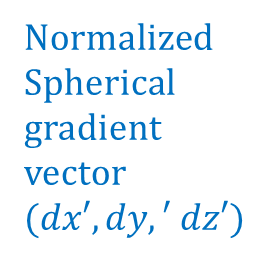 Normalized
Spherical
gradient
vector
(dx′, dy,′ dz′)